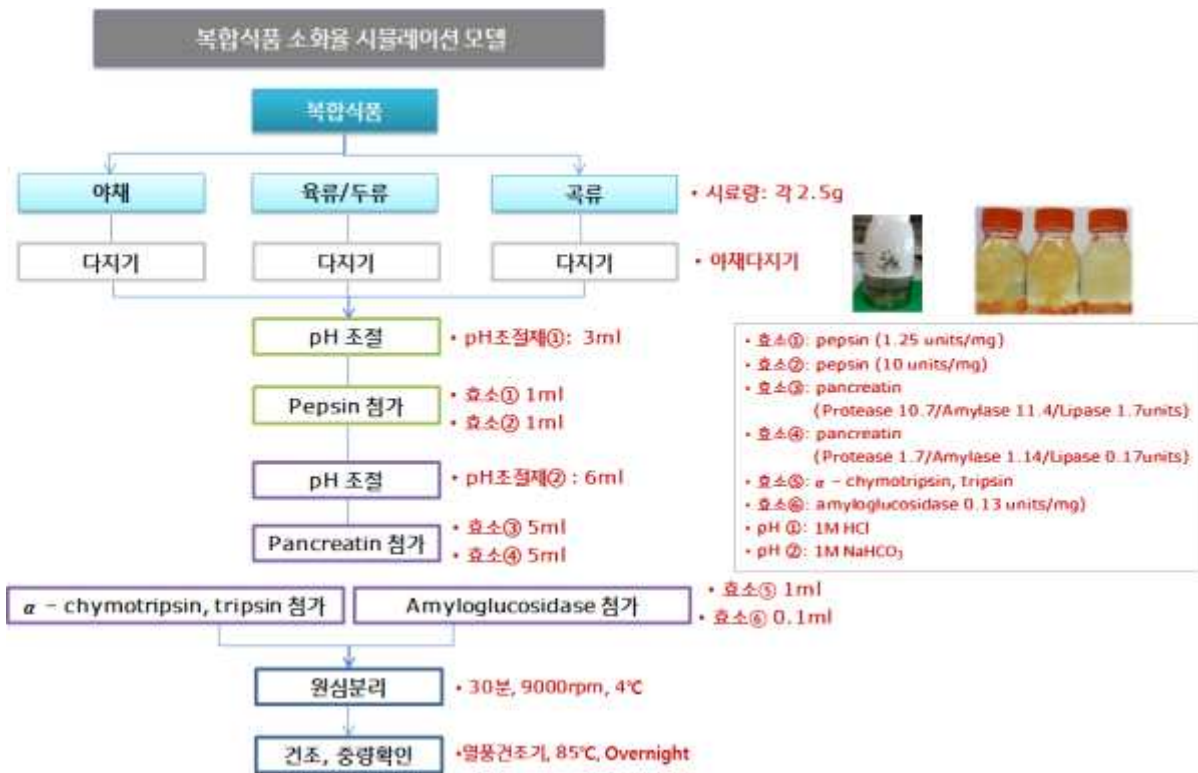 복합식품 소화율 시뮬레이션 모델
복합식품
야채
육류/두류
곡류
• 시료량: 각 2.5g
다지기
다지기
다지기
• 야채다지기
pH 조절
• pH조절제①: 3ml
Pepsin 첨가
• 효소① 1ml
• 효소② 1ml
pH 조절
• pH조절제② : 6ml
Pancreatin 첨가
• 효소③ 5ml
• 효소④ 5ml
α – chymotripsin, tripsin 첨가
Amyloglucosidase 첨가
• 효소⑤ 1ml
• 효소⑥ 0.1ml
원심분리
• 30분, 9000rpm, 4℃
건조, 중량확인
•열풍건조기, 85℃, Overnight
• 효소①: pepsin (1.25 units/mg)
• 효소②: pepsin (10 units/mg)
• 효소③: pancreatin
(Protease 10.7/Amylase 11.4/Lipase 1.7units)
• 효소④: pancreatin
(Protease 1.7/Amylase 1.14/Lipase 0.17units)
• 효소⑤: α – chymotripsin, tripsin
• 효소⑥: amyloglucosidase 0.13 units/mg)
• pH ①: 1M HCl
• pH ②: 1M NaHCO₃